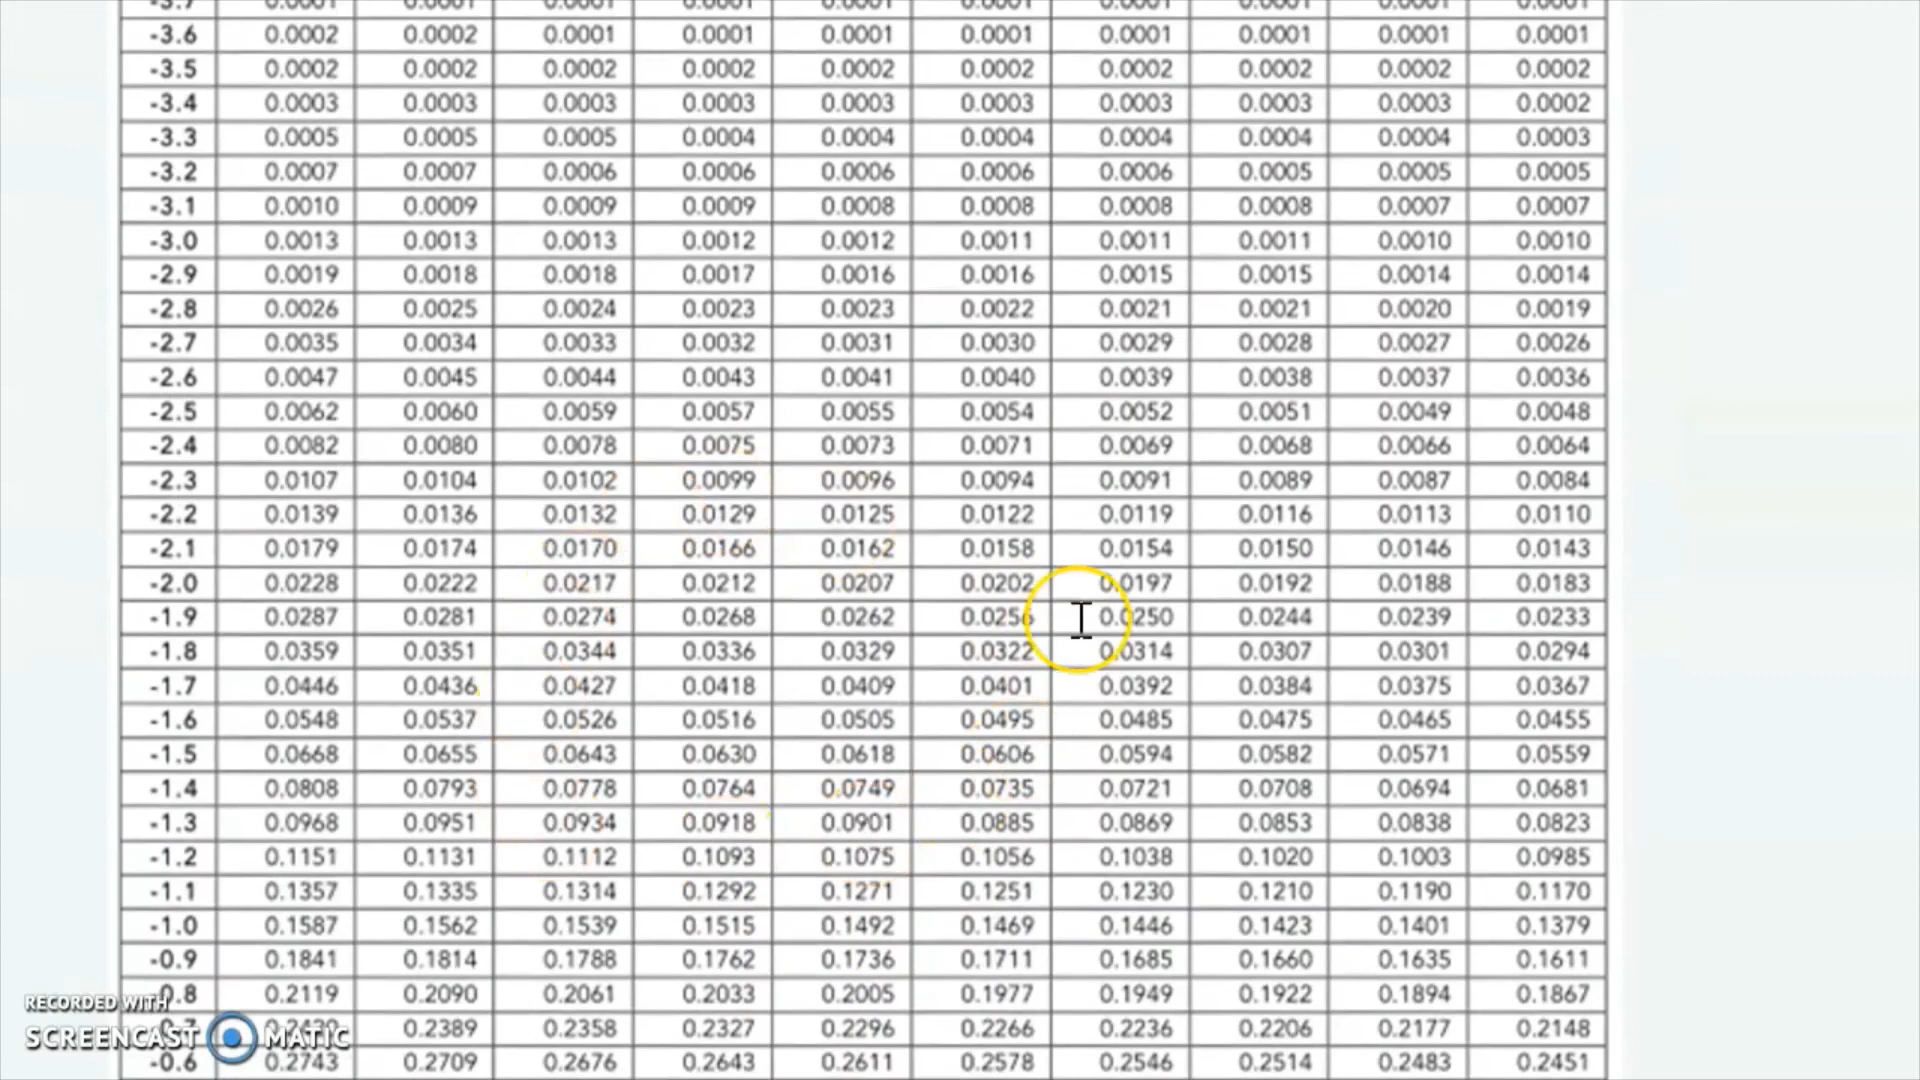 -3.7 0.0001 0.0001 0.0001 0.0001 0.0001 0.0001 0.0001 0.0001 0.0001 0.0001
-3.6 0.0002 0.0002 0.0001 0.0001 0.0001 0.0001 0.0001 0.0001 0.0001 0.0001
-3.5 0.0002 0.0002 0.0002 0.0002 0.0002 0.0002 0.0002 0.0002 0.0002 0.0002
-3.4 0.0003 0.0003 0.0003 0.0003 0.0003 0.0003 0.0003 0.0003 0.0003 0.0002
-3.3 0.0005 0.0005 0.0005 0.0004 0.0004 0.0004 0.0004 0.0004 0.0004 0.0003
-3.2 0.0007 0.0007 0.0006 0.0006 0.0006 0.0006 0.0006 0.0005 0.0005 0.0005
-3.1 0.0010 0.0009 0.0009 0.0009 0.0008 0.0008 0.0008 0.0008 0.0007 0.0007
-3.0 0.0013 0.0013 0.0013 0.0012 0.0012 0.0011 0.0011 0.0011 0.0010 0.0010
-2.9 0.0019 0.0018 0.0018 0.0017 0.0016 0.0016 0.0015 0.0015 0.0014 0.0014
-2.8 0.0026 0.0025 0.0024 0.0023 0.0023 0.0022 0.0021 0.0021 0.0020 0.0019
-2.7 0.0035 0.0034 0.0033 0.0032 0.0031 0.0030 0.0029 0.0028 0.0027 0.0026
-2.6 0.0047 0.0045 0.0044 0.0043 0.0041 0.0040 0.0039 0.0038 0.0037 0.0036
-2.5 0.0062 0.0060 0.0059 0.0057 0.0055 0.0054 0.0052 0.0051 0.0049 0.0048
-2.4 0.0082 0.0080 0.0078 0.0075 0.0073 0.0071 0.0069 0.0068 0.0066 0.0064
-2.3 0.0107 0.0104 0.0102 0.0099 0.0096 0.0094 0.0091 0.0089 0.0087 0.0084
-2.2 0.0139 0.0136 0.0132 0.0129 0.0125 0.0122 0.0119 0.0116 0.0113 0.0110
-2.1 0.0179 0.0174 0.0170 0.0166 0.0162 0.0158 0.0154 0.0150 0.0146 0.0143
-2.0 0.0228 0.0222 0.0217 0.0212 0.0207 0.0202 0.0197 0.0192 0.0188 0.0183
-1.9 0.0287 0.0281 0.0274 0.0268 0.0262 0.0256 0.0250 0.0244 0.0239 0.0233
-1.8 0.0359 0.0351 0.0344 0.0336 0.0329 0.0322 0.0314 0.0307 0.0301 0.0294
-1.7 0.0446 0.0436 0.0427 0.0418 0.0409 0.0401 0.0392 0.0384 0.0375 0.0367
-1.6 0.0548 0.0537 0.0526 0.0516 0.0505 0.0495 0.0485 0.0475 0.0465 0.0455
-1.5 0.0668 0.0655 0.0643 0.0630 0.0618 0.0606 0.0594 0.0582 0.0571 0.0559
-1.4 0.0808 0.0793 0.0778 0.0764 0.0749 0.0735 0.0721 0.0708 0.0694 0.0681
-1.3 0.0968 0.0951 0.0934 0.0918 0.0901 0.0885 0.0869 0.0853 0.0838 0.0823
-1.2 0.1151 0.1131 0.1112 0.1093 0.1075 0.1056 0.1038 0.1020 0.1003 0.0985
-1.1 0.1357 0.1335 0.1314 0.1292 0.1271 0.1251 0.1230 0.1210 0.1190 0.1170
-1.0 0.1587 0.1562 0.1539 0.1515 0.1492 0.1469 0.1446 0.1423 0.1401 0.1379
-0.9 0.1841 0.1814 0.1788 0.1762 0.1736 0.1711 0.1685 0.1660 0.1635 0.1611
0.8 0.2119 0.2090 0.2061 0.2033 0.2005 0.1977 0.1949 0.1922 0.1894 0.1867
0.2389 0.2358 0.2327 0.2296 0.2266 0.2236 0.2206 0.2177 0.2148
-0.6 0.2743 0.2709 0.2676 0.2643 0.2611 0.2578 0.2546 0.2514 0.2483 0.2451
RECORDED WITH
SCREENCAST MATIC